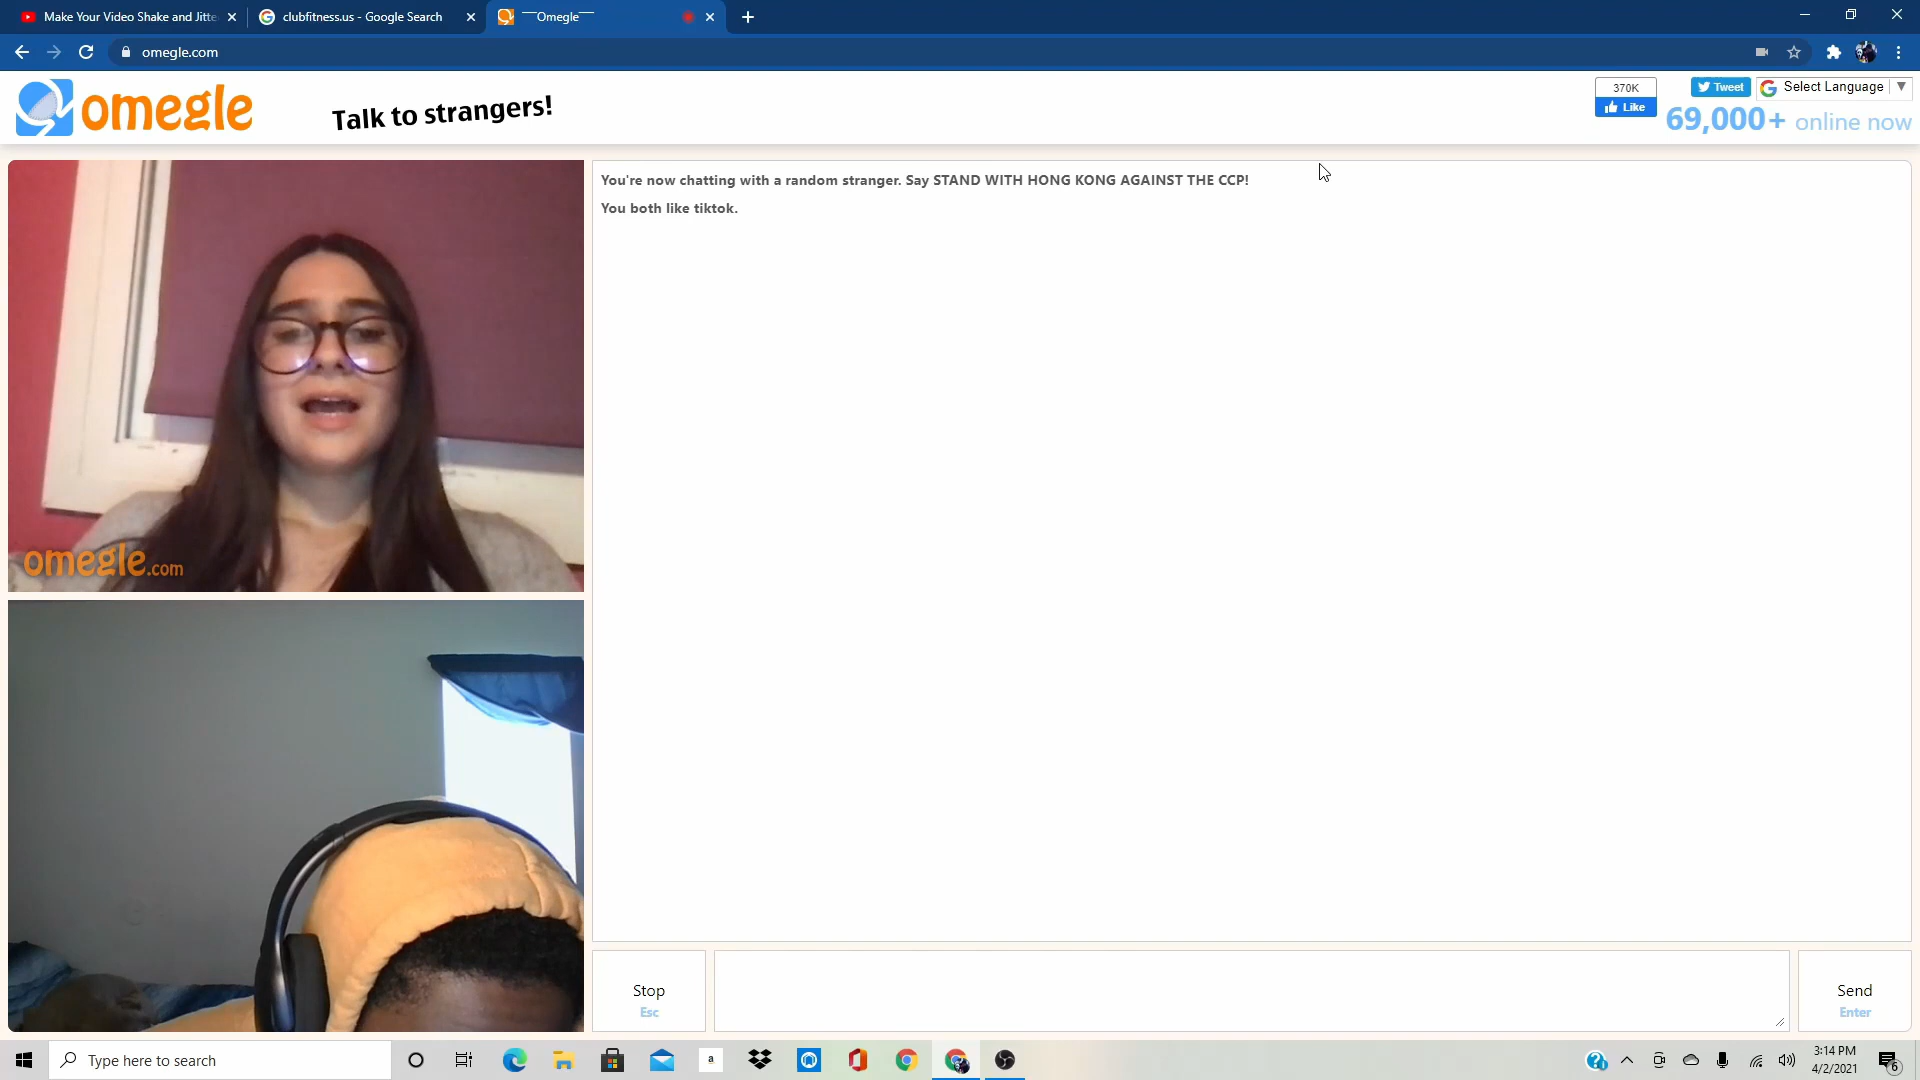 Make Your Video Shake and Jitte
clubfitness.us - Google Search
Omegle
omegle.com
omegle
Talk to strangers!
370K
Like
Tweet
Select Language
69,000+ online now
You're now chatting with a random stranger. Say STAND WITH HONG KONG AGAINST THE CCP!
You both like tiktok.
omegle.com
Stop
Esc
Send
Enter
Type here to search
a
3:14 PM
4/2/2021
6